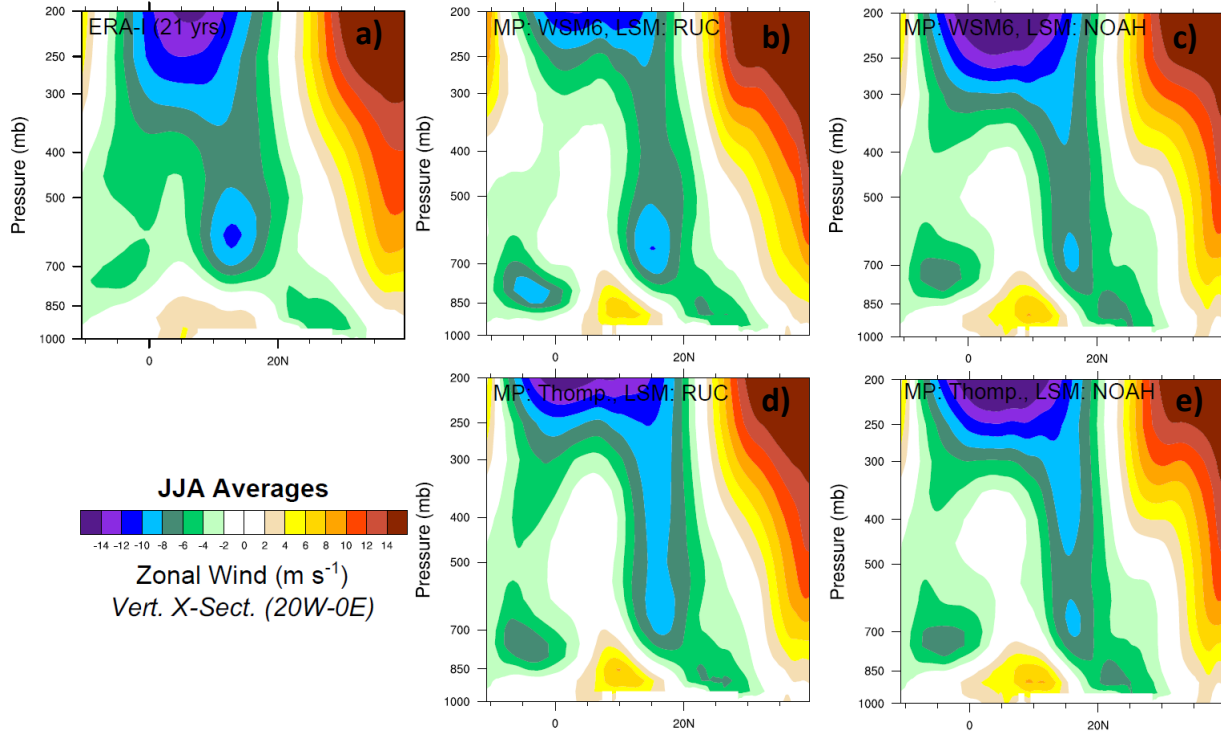 ERA-I (21 yrs)
a)
200
250
300
400
500
700
850
1000
Pressure (mb)
0
20N
MP: WSM6, LSM: RUC
b)
200
250
300
400
500
700
850
1000
Pressure (mb)
0
20N
MP: WSM6, LSM: NOAH
c)
200
250
300
400
500
700
850
1000
Pressure (mb)
0
20N
MP: Thomp., LSM: RUC
d)
200
250
300
400
500
700
850
1000
Pressure (mb)
0
20N
MP: Thomp., LSM: NOAH
e)
200
250
300
400
500
700
850
1000
Pressure (mb)
0
20N
JJA Averages
-14 -12 -10 -8 -6 -4 -2 0 2 4 6 8 10 12 14
Zonal Wind (m s⁻¹)
Vert. X-Sect. (20W-0E)